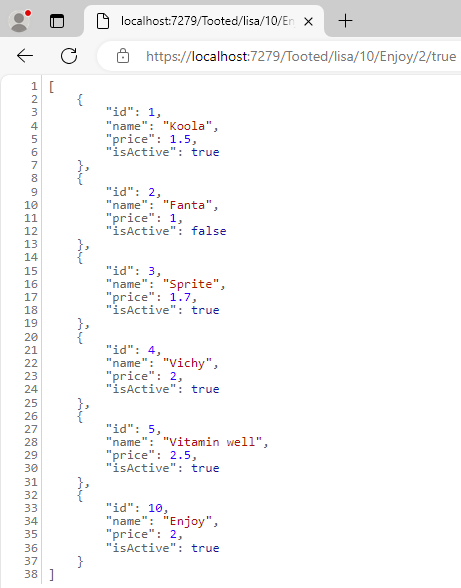 localhost:7279/Tooted/lisa/10/En
https://localhost:7279/Tooted/lisa/10/Enjoy/2/true
1 [
2 {
3 "id": 1,
4 "name": "Koola",
5 "price": 1.5,
6 "isActive": true
7 },
8 {
9 "id": 2,
10 "name": "Fanta",
11 "price": 1,
12 "isActive": false
13 },
14 {
15 "id": 3,
16 "name": "Sprite",
17 "price": 1.7,
18 "isActive": true
19 },
20 {
21 "id": 4,
22 "name": "Vichy",
23 "price": 2,
24 "isActive": true
25 },
26 {
27 "id": 5,
28 "name": "Vitamin well",
29 "price": 2.5,
30 "isActive": true
31 },
32 {
33 "id": 10,
34 "name": "Enjoy",
35 "price": 2,
36 "isActive": true
37 }
38 ]